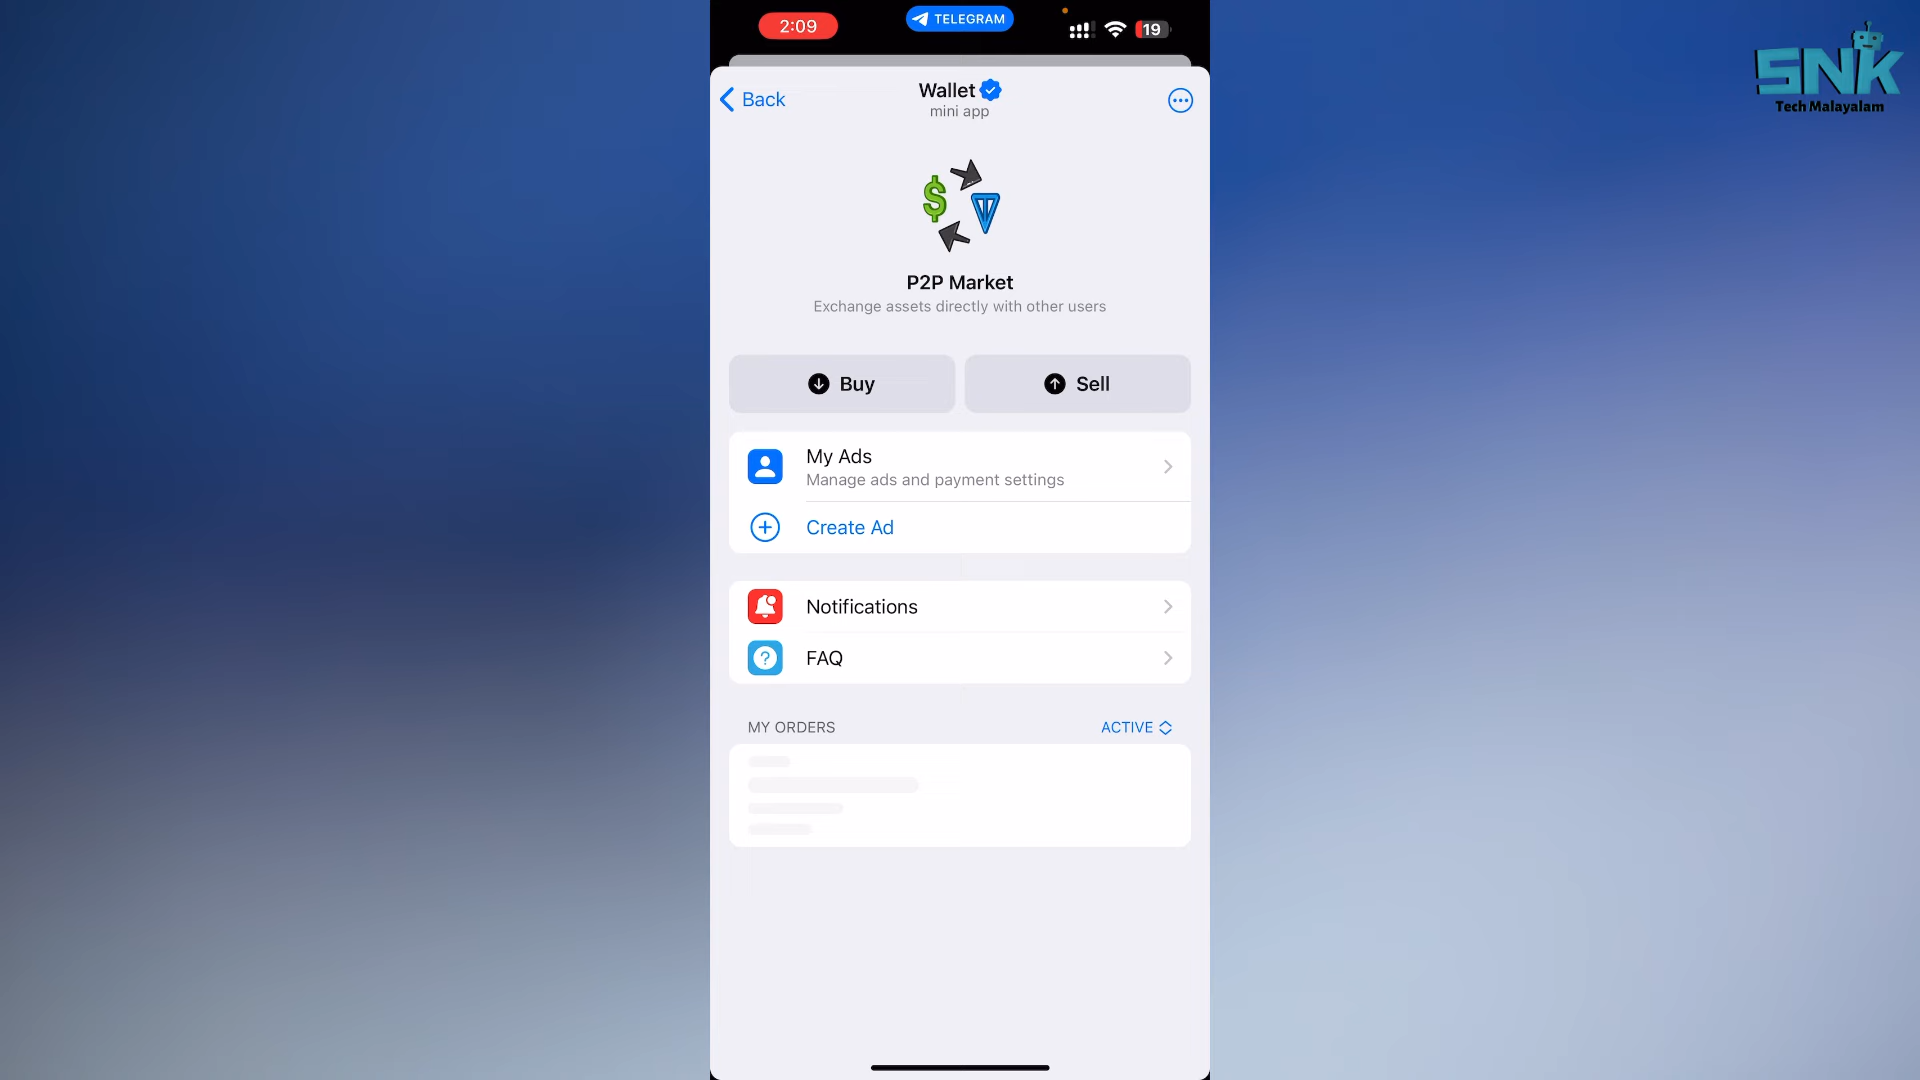 2:09
TELEGRAM
19
SNK
Tech Malayalam
Back
Wallet
mini app
P2P Market
Exchange assets directly with other users
Buy
Sell
My Ads
Manage ads and payment settings
Create Ad
Notifications
FAQ
MY ORDERS
ACTIVE